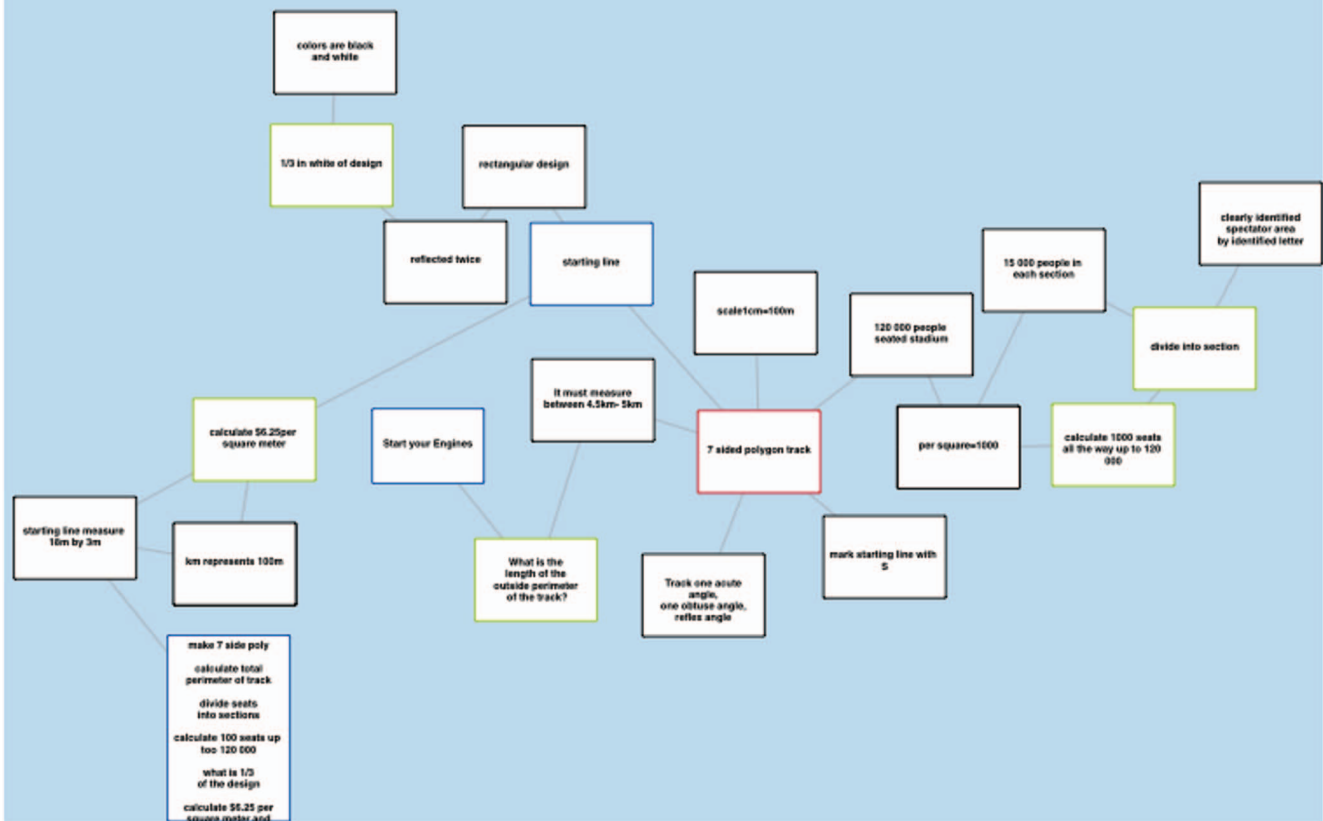 colors are black
and white
1/3 in white of design
rectangular design
reflected twice
starting line
clearly identified
spectator area
by identified letter
15 000 people in
each section
scale1cm=100m
120 000 people
seated stadium
divide into section
It must measure
between 4.5km- 5km
calculate $6.25per
square meter
Start your Engines
7 sided polygon track
per square=1000
calculate 1000 seats
all the way up to 120
000
starting line measure
18m by 3m
km represents 100m
What is the
length of the
outside perimeter
of the track?
Track one acute
angle,
one obtuse angle,
reflex angle
mark starting line with
S
make 7 side poly
calculate total
perimeter of track
divide seats
into sections
calculate 100 seats up
too 120 000
what is 1/3
of the design
calculate $6.25 per
square meter and